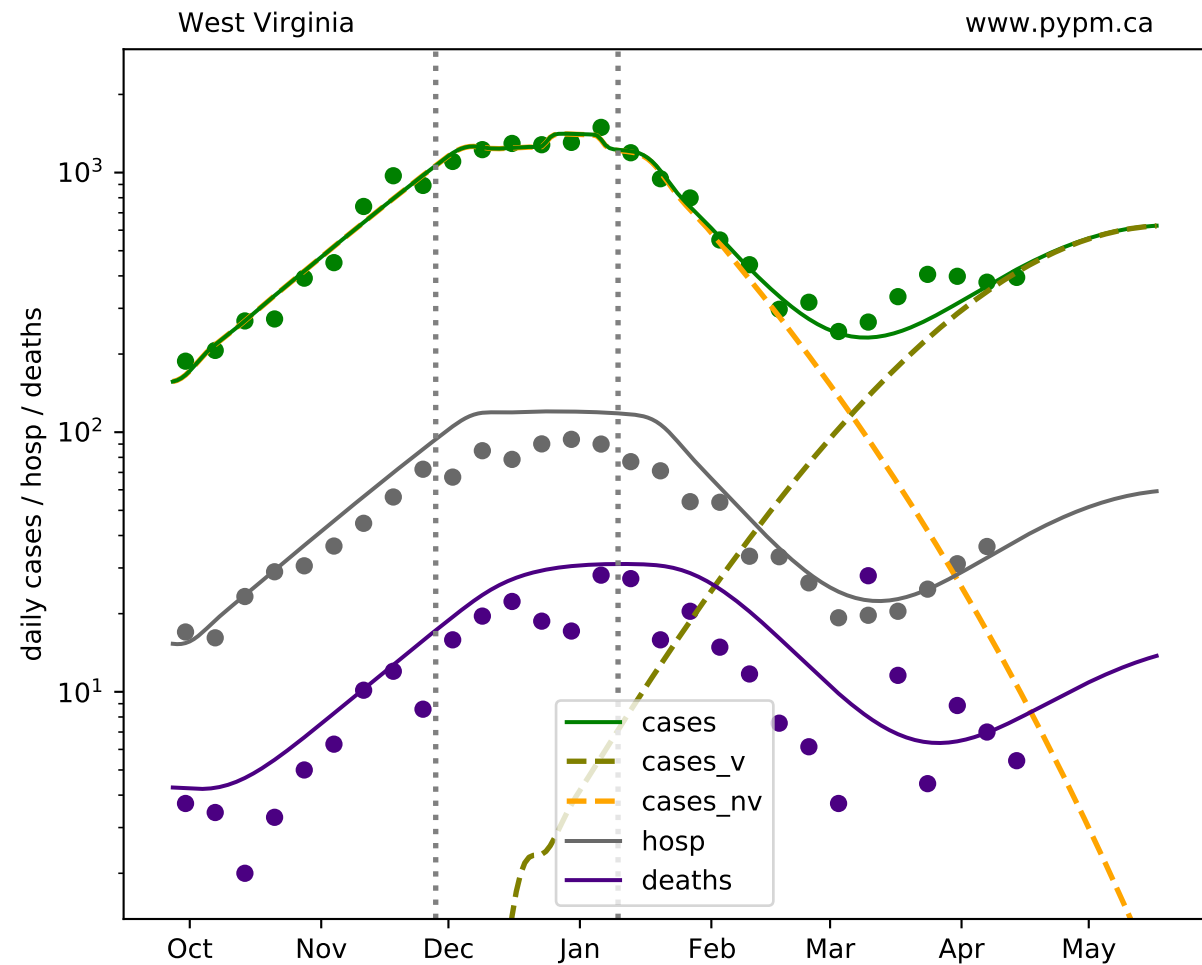 West Virginia
www.pypm.ca
daily cases / hosp / deaths
10³
10²
10¹
cases
cases_v
cases_nv
hosp
deaths
Oct Nov Dec Jan Feb Mar Apr May